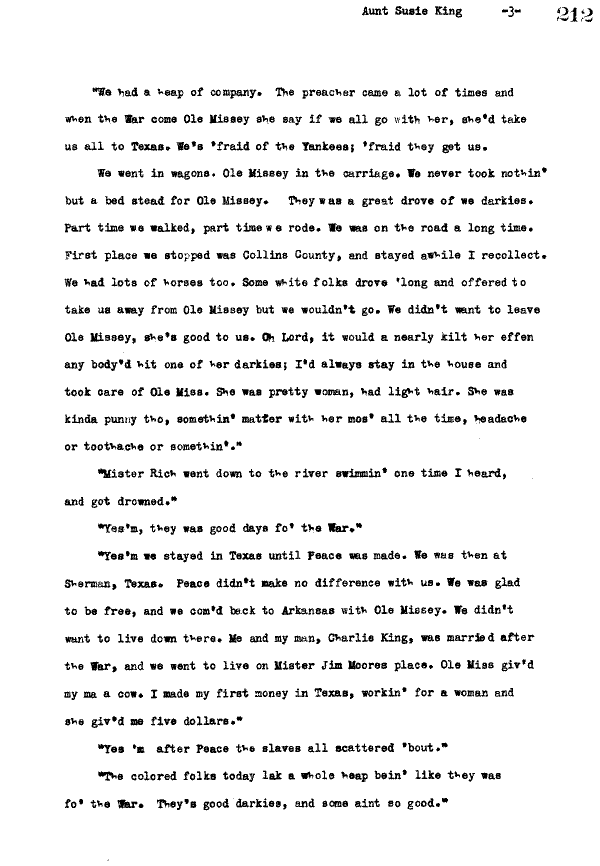 Aunt Susie King -3- 212
"We had a heap of company. The preacher came a lot of times and
when the War come Ole Missey she say if we all go with her, she'd take
us all to Texas. We's 'fraid of the Yankees; 'fraid they get us.
We went in wagons. Ole Missey in the carriage. We never took nothin'
but a bed stead for Ole Missey. They was a great drove of we darkies.
Part time we walked, part time we rode. We was on the road a long time.
First place we stopped was Collins County, and stayed awhile I recollect.
We had lots of horses too. Some white folks drove 'long and offered to
take us away from Ole Missey but we wouldn't go. We didn't want to leave
Ole Missey, she's good to us. Oh Lord, it would a nearly kilt her effen
any body'd hit one of her darkies; I'd always stay in the house and
took care of Ole Miss. She was pretty woman, had light hair. She was
kinda punny tho, somethin' matter with her mos' all the time, headache
or toothache or somethin'."
"Mister Rich went down to the river swimmin' one time I heard,
and got drowned."
"Yes'm, they was good days fo' the War."
"Yes'm we stayed in Texas until Peace was made. We was then at
Sherman, Texas. Peace didn't make no difference with us. We was glad
to be free, and we com'd back to Arkansas with Ole Missey. We didn't
want to live down there. Me and my man, Charlie King, was married after
the War, and we went to live on Mister Jim Moores place. Ole Miss giv'd
my ma a cow. I made my first money in Texas, workin' for a woman and
she giv'd me five dollars."
"Yes 'm after Peace the slaves all scattered 'bout."
"The colored folks today lak a whole heap bein' like they was
fo' the War. They's good darkies, and some aint so good."